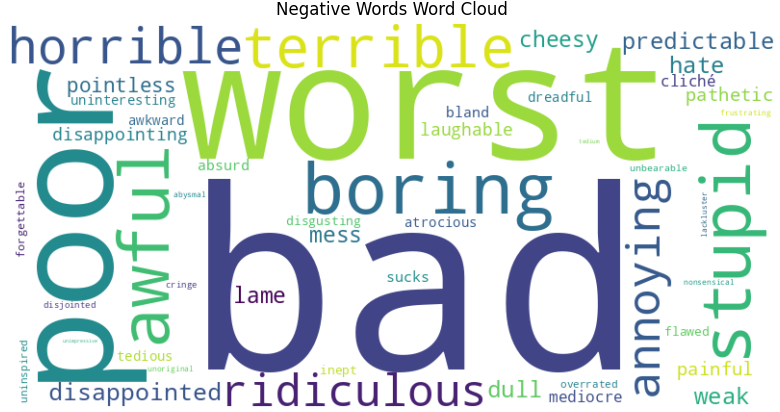 Negative Words Word Cloud
horrible
terrible
cheesy
predictable
hate
pointless
worst
cliché
uninteresting
dreadful
pathetic
bland
frustrating
awkward
laughable
disappointing
tedium
poor
awful
absurd
boring
unbearable
stupid
abysmal
annoying
lackluster
forgettable
disgusting
atrocious
mess
bad
sucks
cringe
nonsensical
lame
disjointed
flawed
unimpressive
tedious
unoriginal
inept
painful
uninspired
disappointed
ridiculous
dull
overrated
mediocre
weak